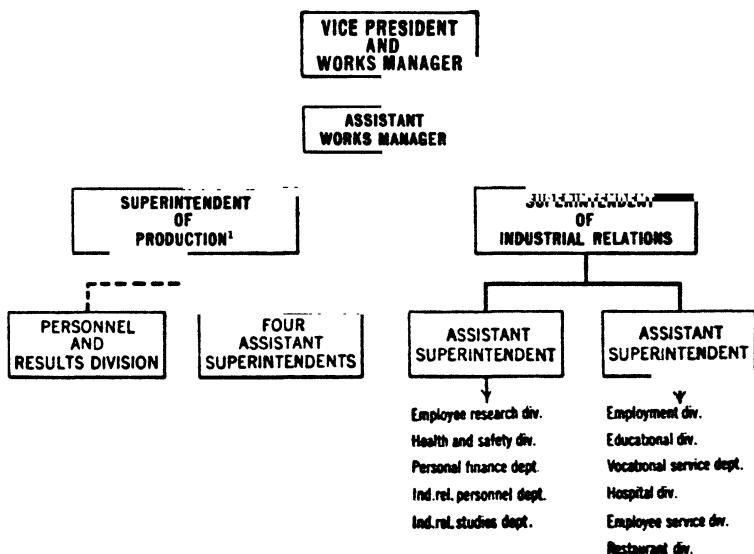 VICE PRESIDENT
AND
WORKS MANAGER
ASSISTANT
WORKS MANAGER
SUPERINTENDENT
OF
PRODUCTION¹
SUPERINTENDENT
OF
INDUSTRIAL RELATIONS
PERSONNEL
AND
RESULTS DIVISION
FOUR
ASSISTANT
SUPERINTENDENTS
ASSISTANT
SUPERINTENDENT
Employee research div.
Health and safety div.
Personal finance dept.
Ind.rel. personnel dept.
Ind.rel. studies dept.
ASSISTANT
SUPERINTENDENT
Employment div.
Educational div.
Vocational service dept.
Hospital div.
Employee service div.
Restaurant div.